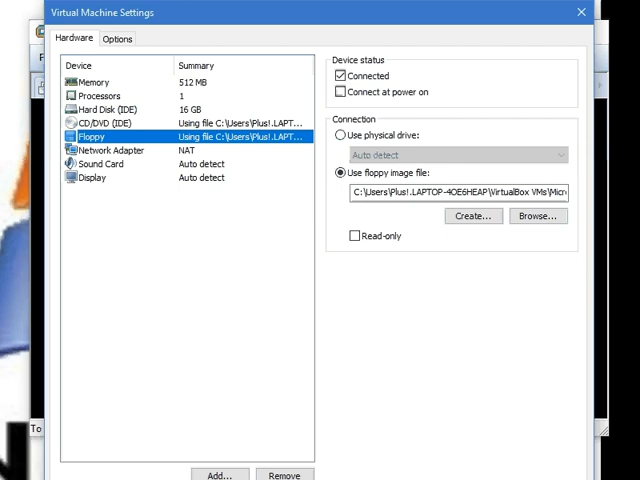 Virtual Machine Settings
Hardware
Options
Device Summary
Memory 512 MB
Processors 1
Hard Disk (IDE) 16 GB
CD/DVD (IDE) Using file C:\Users\Plus!.LAPT...
Floppy Using file C:\Users\Plus!.LAPT...
Network Adapter NAT
Sound Card Auto detect
Display Auto detect
Add...
Remove
Device status
Connected
Connect at power on
Connection
Use physical drive:
Auto detect
Use floppy image file:
C:\Users\Plus!.LAPTOP-4OE6HEAP\VirtualBox VMs\Micr
Create...
Browse...
Read-only
To
N